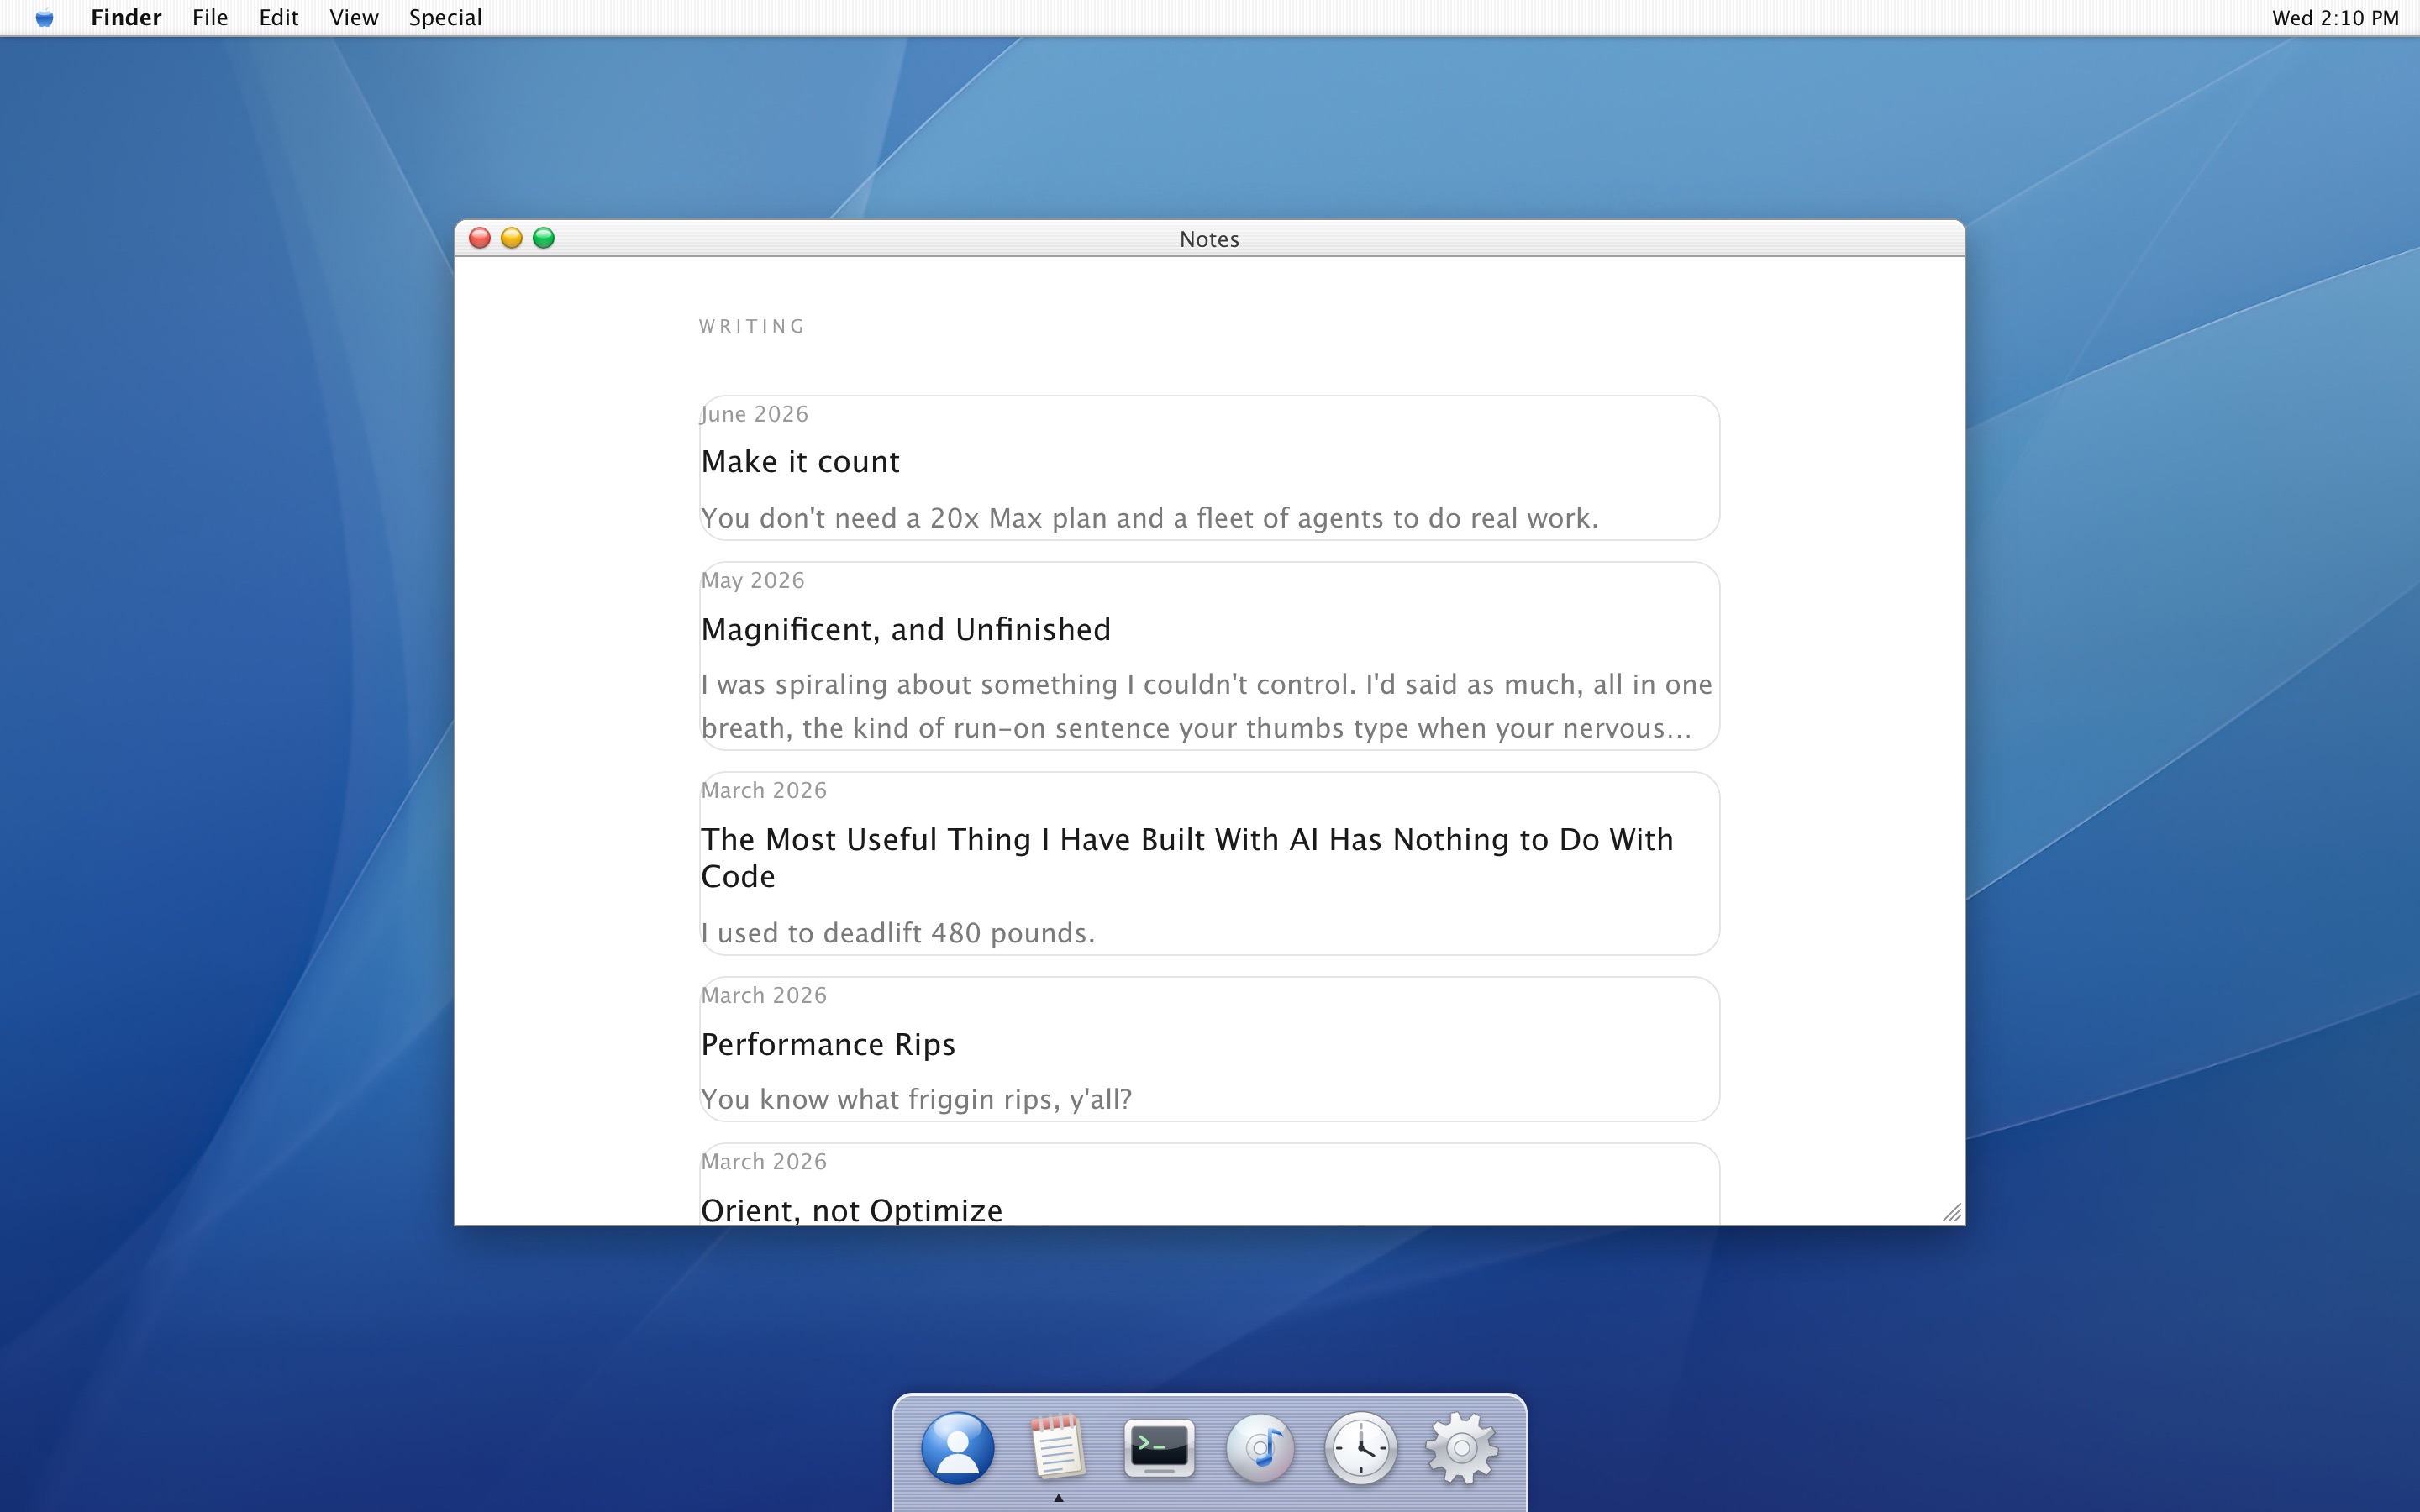 Finder File Edit View Special Wed 2:10 PM
Notes
WRITING
June 2026
Make it count
You don't need a 20x Max plan and a fleet of agents to do real work.
May 2026
Magnificent, and Unfinished
I was spiraling about something I couldn't control. I'd said as much, all in one
breath, the kind of run-on sentence your thumbs type when your nervous...
March 2026
The Most Useful Thing I Have Built With AI Has Nothing to Do With
Code
I used to deadlift 480 pounds.
March 2026
Performance Rips
You know what friggin rips, y'all?
March 2026
Orient, not Optimize
>_